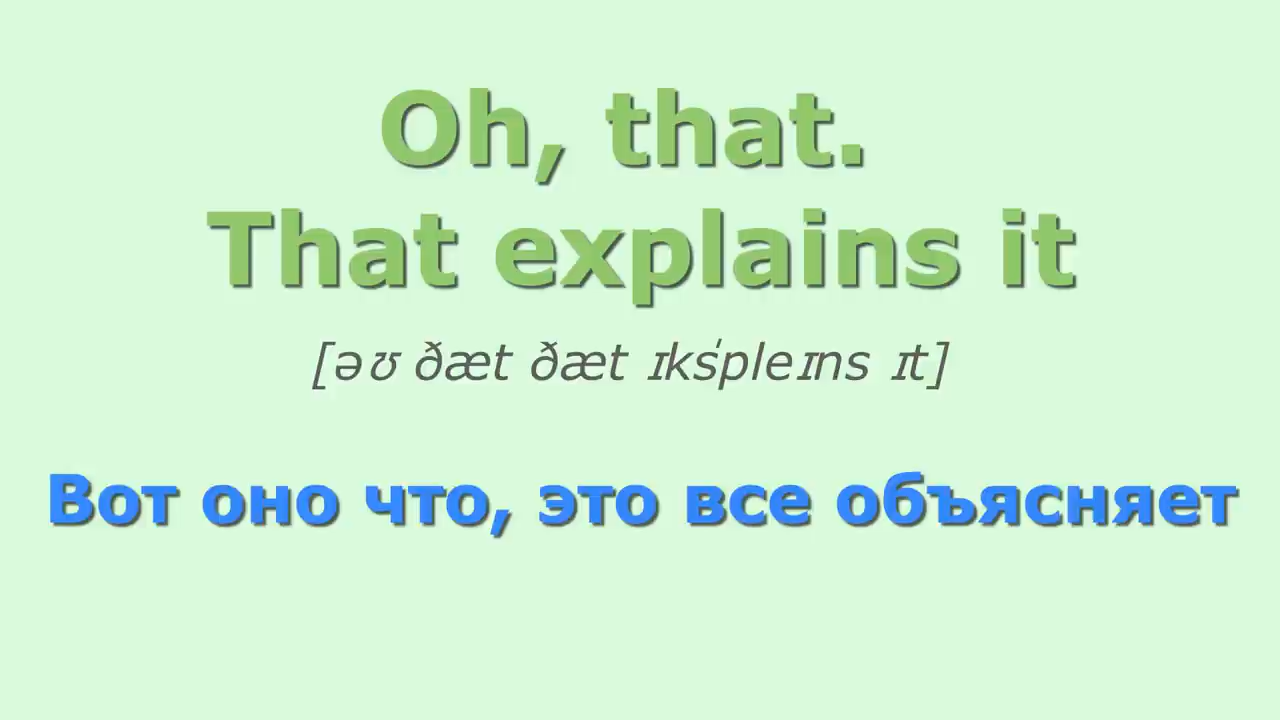 Oh, that.
That explains it
[əʊ ðæt ðæt ɪksˈpleɪns ɪt]
Вот оно что, это все объясняет